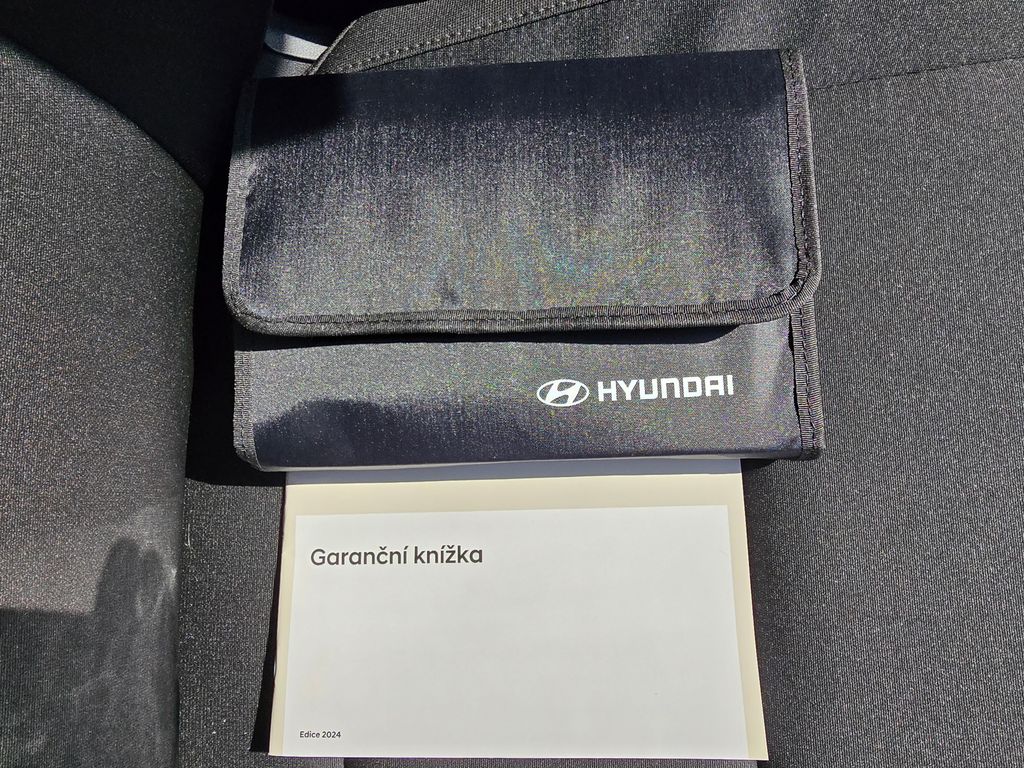 HYUNDAI
Garanční knížka
Edice 2024